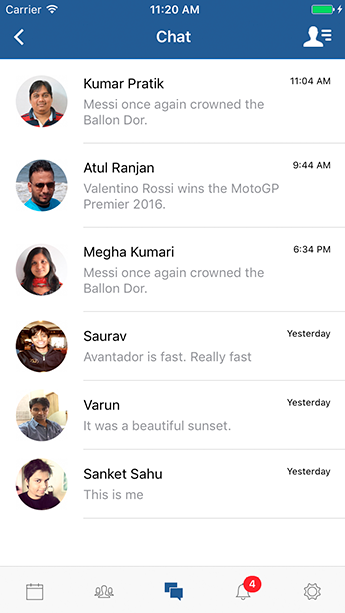 Carrier 11:20 AM
Chat
Kumar Pratik 11:04 AM
Messi once again crowned the
Ballon Dor.
Atul Ranjan 9:44 AM
Valentino Rossi wins the MotoGP
Premier 2016.
Megha Kumari 6:34 PM
Messi once again crowned the
Ballon Dor.
Saurav Yesterday
Avantador is fast. Really fast
Varun Yesterday
It was a beautiful sunset.
Sanket Sahu Yesterday
This is me
4